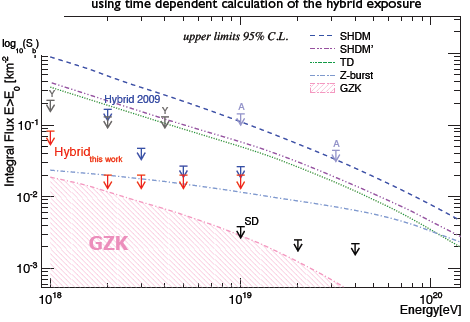 using time dependent calculation of the hybrid exposure
log₁₀(S_b)
upper limits 95% C.L.
SHDM
SHDM'
TD
Z-burst
GZK
Integral Flux E>E₀ [km⁻²
10⁻¹
10⁻²
10⁻³
Y
Hybrid 2009
Y
A
A
Hybrid this work
SD
GZK
10¹⁸
10¹⁹
10²⁰
Energy[eV]